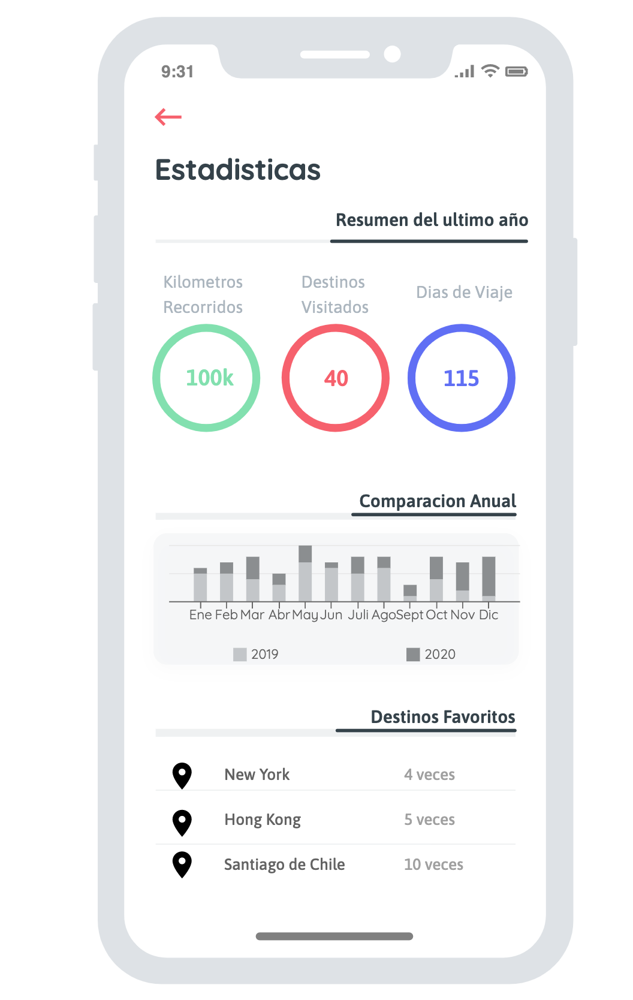 9:31
Estadisticas
Resumen del ultimo año
Kilometros
Recorridos
Destinos
Visitados
Dias de Viaje
100k
40
115
Comparacion Anual
Ene Feb Mar Abr May Jun Juli Ago Sept Oct Nov Dic
2019 2020
Destinos Favoritos
New York 4 veces
Hong Kong 5 veces
Santiago de Chile 10 veces